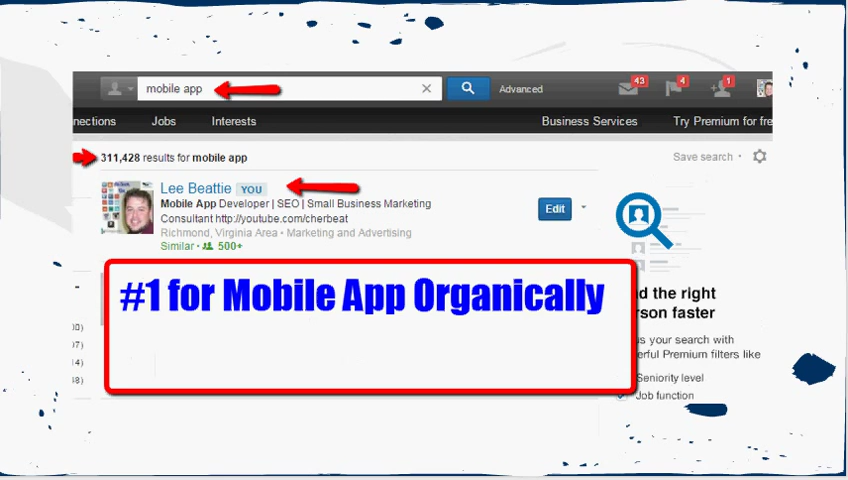 mobile app
Advanced
43
4
1
nnections Jobs Interests Business Services Try Premium for fre
311,428 results for mobile app
Save search
Lee Beattie YOU
Mobile App Developer | SEO | Small Business Marketing
Consultant http://youtube.com/cherbeat
Richmond, Virginia Area • Marketing and Advertising
Similar • 500+
Edit
#1 for Mobile App Organically
d the right
rson faster
us your search with
erful Premium filters like
Seniority level
Job function